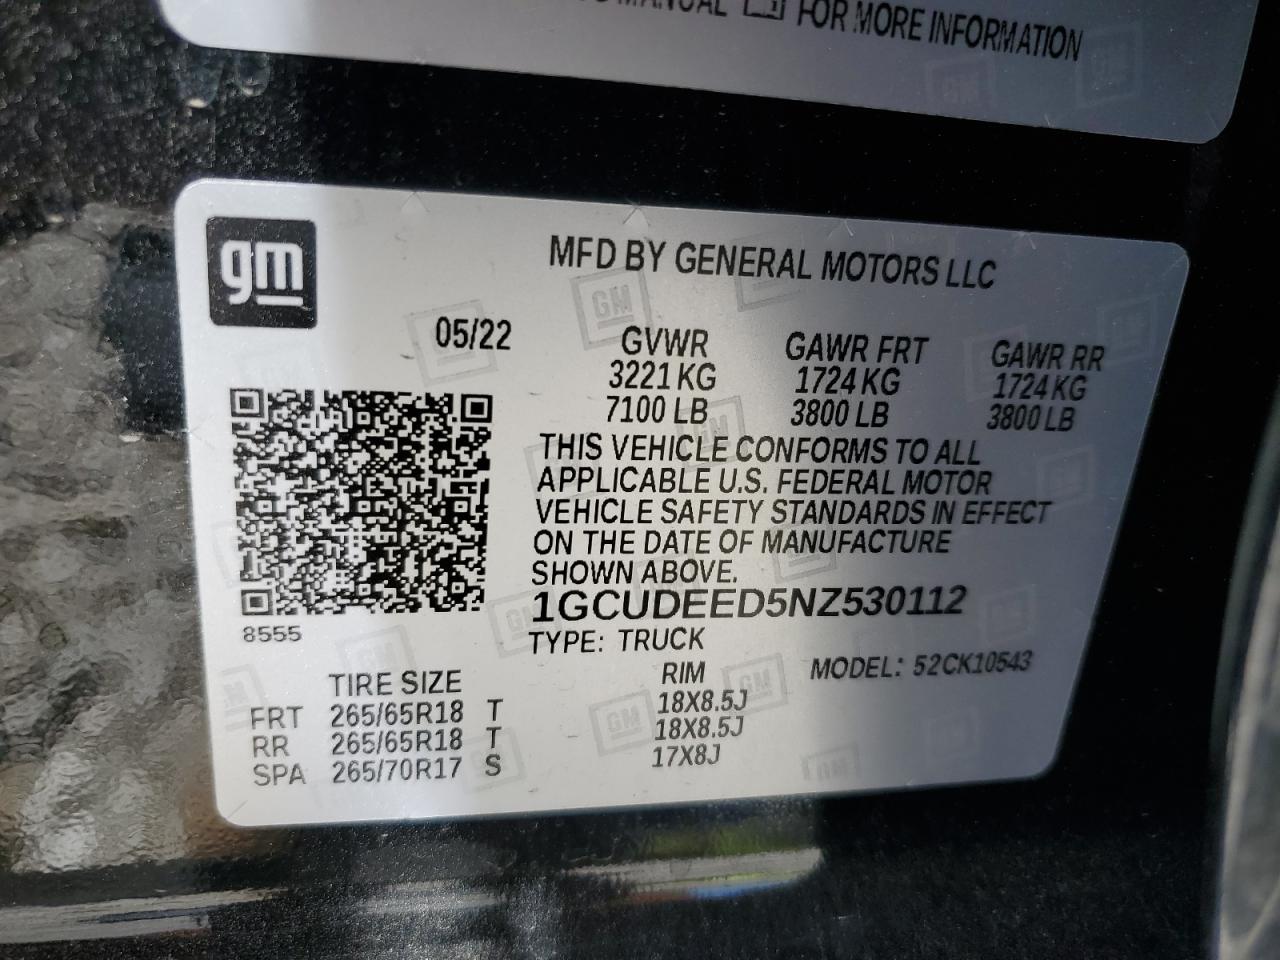 MANUAL FOR MORE INFORMATION
gm
MFD BY GENERAL MOTORS LLC
05/22
GVWR GAWR FRT GAWR RR
3221 KG 1724 KG 1724 KG
7100 LB 3800 LB 3800 LB
THIS VEHICLE CONFORMS TO ALL
APPLICABLE U.S. FEDERAL MOTOR
VEHICLE SAFETY STANDARDS IN EFFECT
ON THE DATE OF MANUFACTURE
SHOWN ABOVE.
1GCUDEED5NZ530112
8555
TYPE: TRUCK
MODEL: 52CK10543
TIRE SIZE RIM
FRT 265/65R18 T 18X8.5J
RR 265/65R18 T 18X8.5J
SPA 265/70R17 S 17X8J